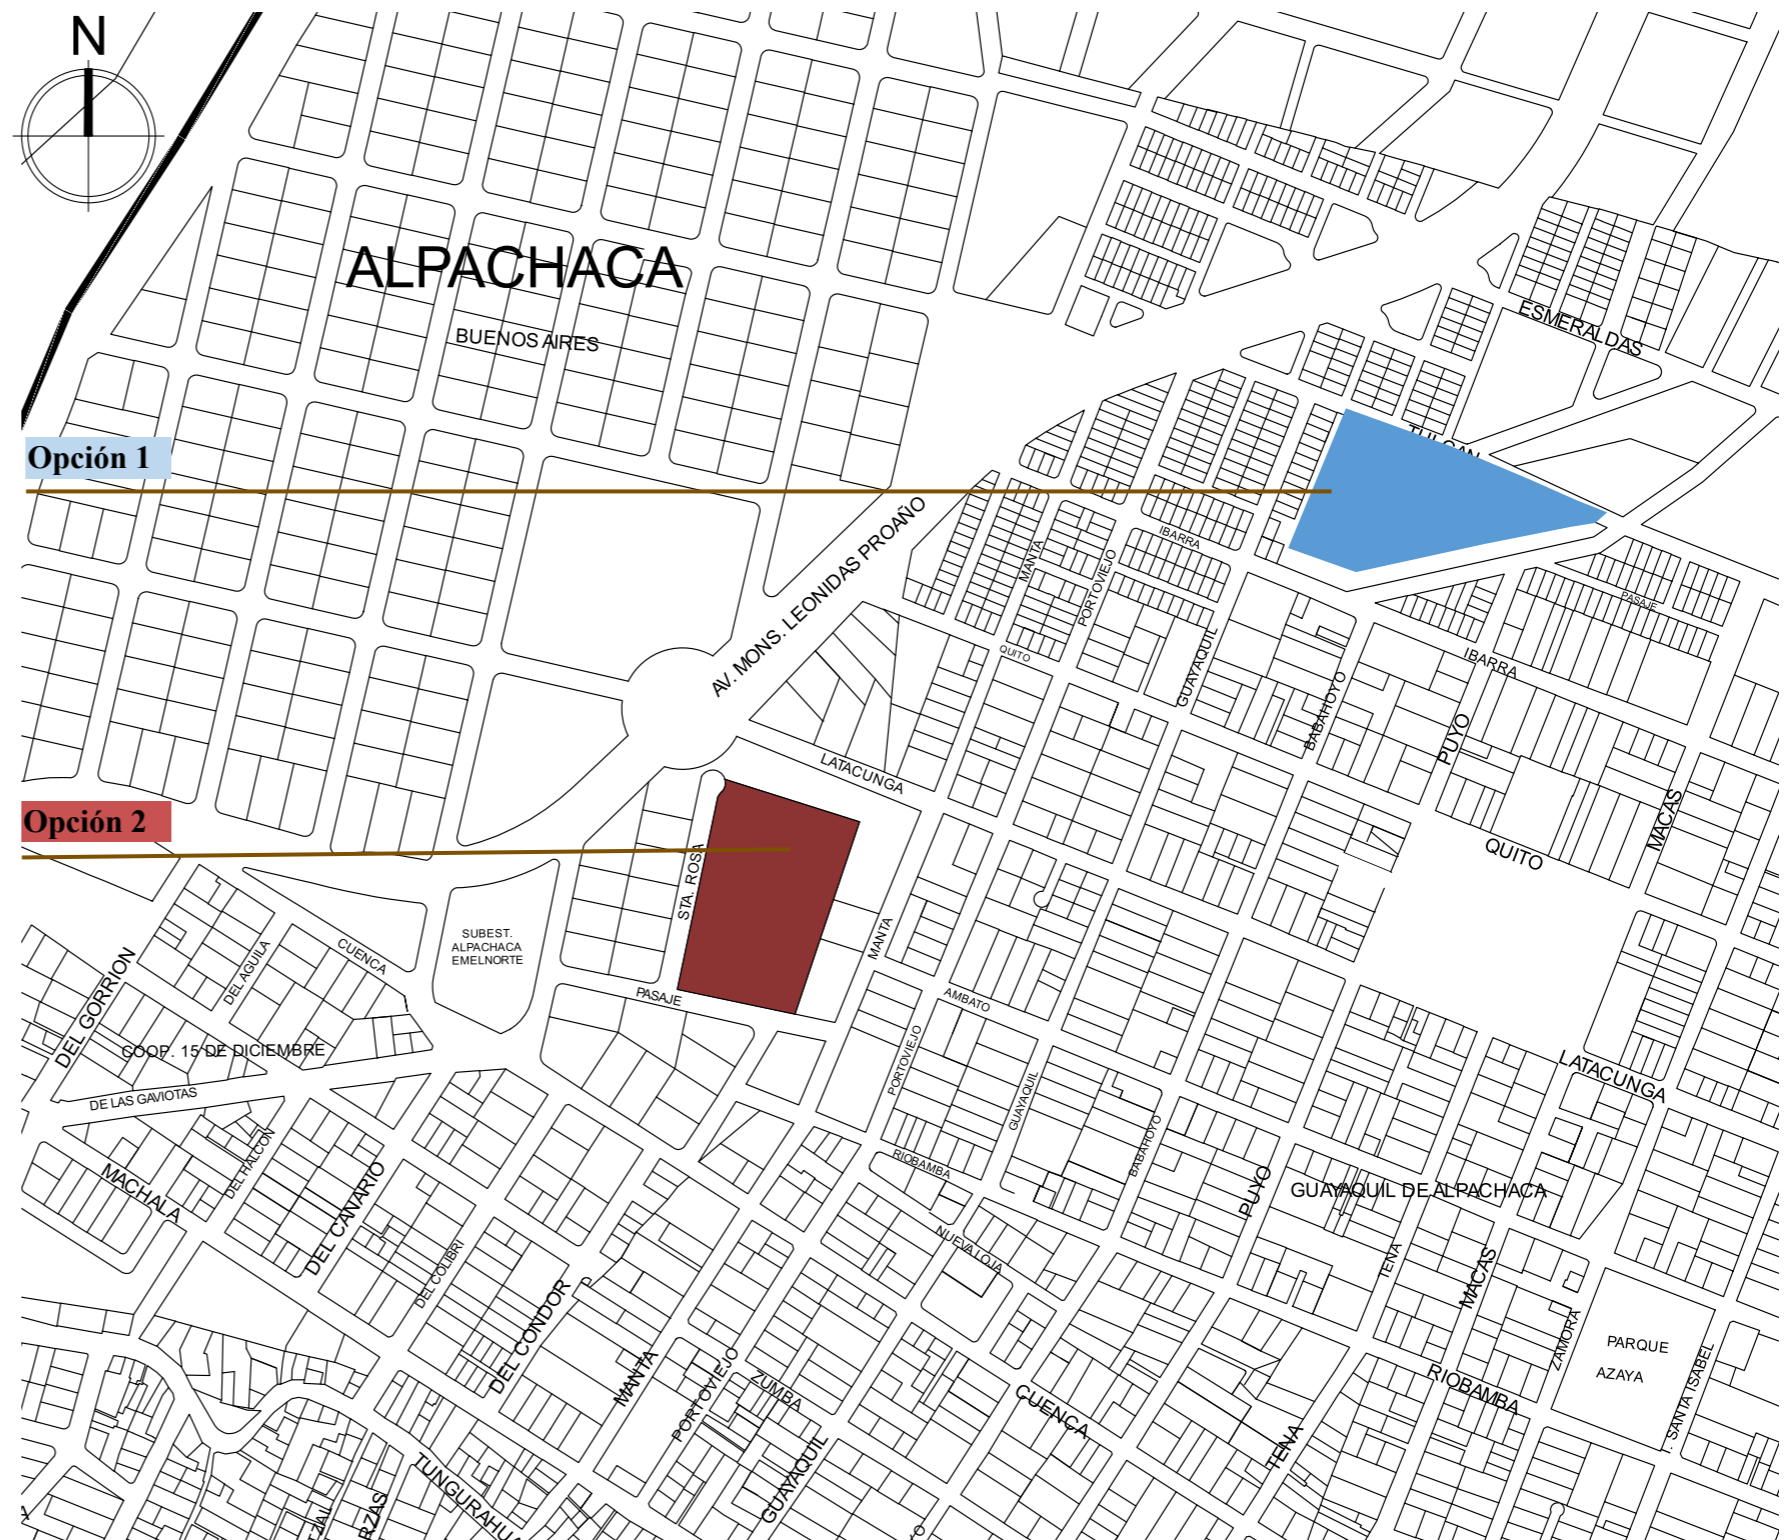 N
ALPACHACA
BUENOS AIRES
ESMERALDAS
TULCAN
Opción 1
AV. MONS. LEONIDAS PROAÑO
IBARRA
MANTA
PORTOVIEJO
PASAJE
QUITO
GUAYAQUIL
BABAHOYO
IBARRA
PUYO
LATACUNGA
MACAS
QUITO
Opción 2
STA. ROSA
SUBEST.
ALPACHACA
EMELNORTE
MANTA
CUENCA
DEL AGUILA
DEL GORRION
PASAJE
AMBATO
COOP. 15 DE DICIEMBRE
PORTOVIEJO
GUAYAQUIL
LATACUNGA
DE LAS GAVIOTAS
DEL HALCON
BABAHOYO
RIOBAMBA
PUYO
GUAYAQUIL DE ALPACHACA
MACHALA
DEL CANARIO
DEL COLIBRI
NUEVA LOJA
TENA
MACAS
DEL CONDOR
ZAMORA
PARQUE
AZAYA
SANTA ISABEL
MANTA
PORTOVIEJO
ZUMBA
CUENCA
RIOBAMBA
TENA
GUAYAQUIL
TUNGURAHUA